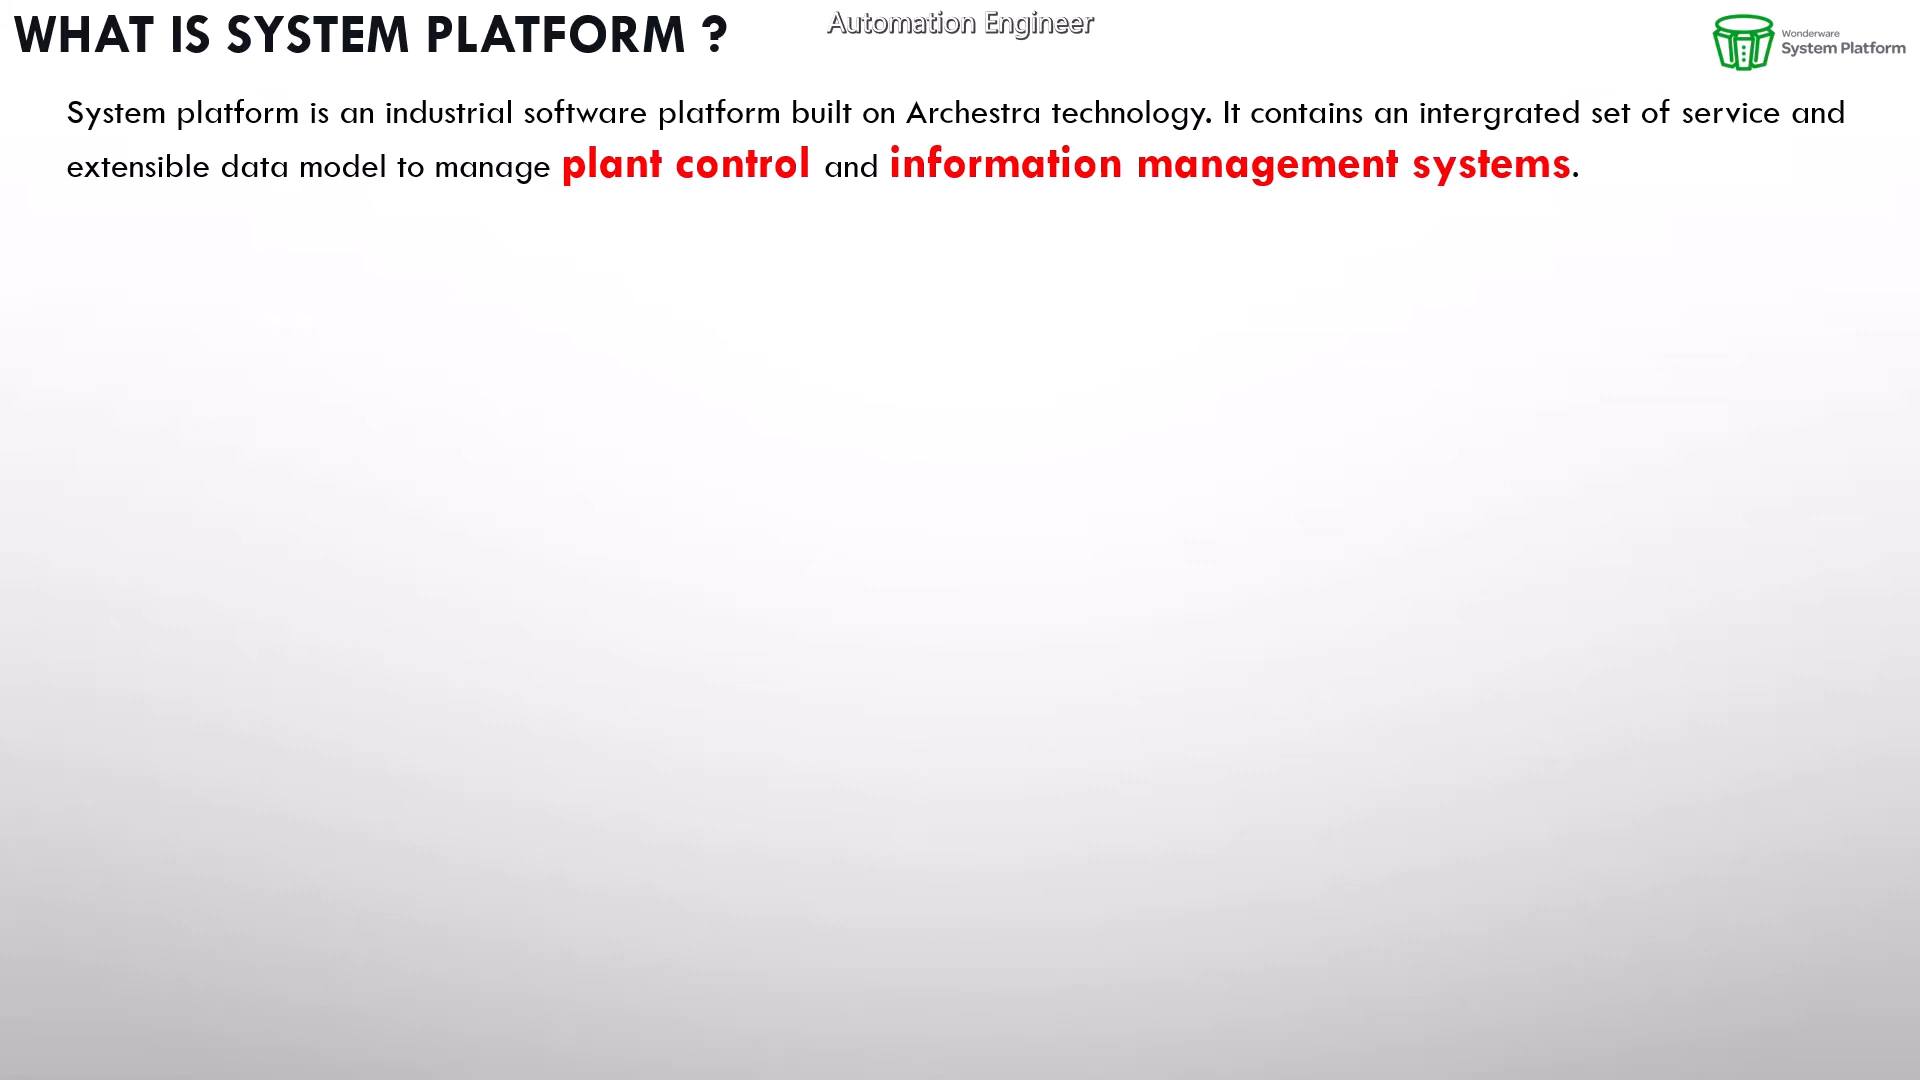 WHAT IS SYSTEM PLATFORM ?
Automation Engineer
Wonderware
System Platform
System platform is an industrial software platform built on Archestra technology. It contains an intergrated set of service and
extensible data model to manage plant control and information management systems.